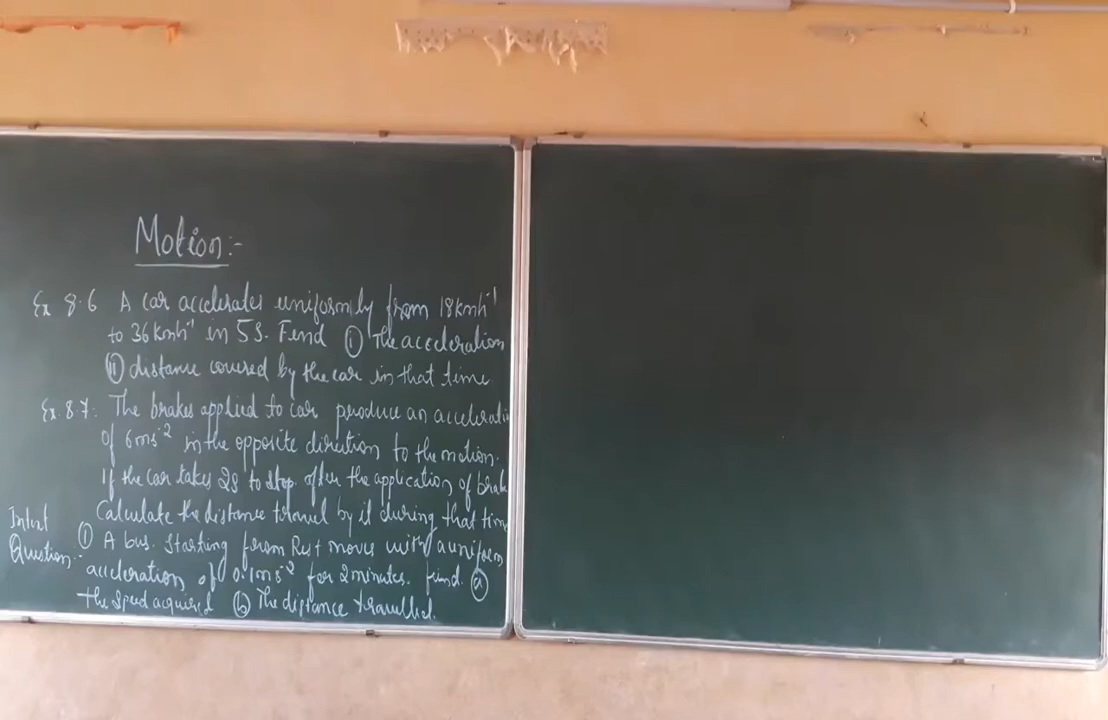 Motion:-
Ex 8.6 A car accelerates uniformly from 18kmh⁻¹
to 36kmh⁻¹ in 5s. Find (i) The acceleration
(ii) distance covered by the car in that time.
Ex 8.7: The brakes applied to car produce an accelerati
of 6ms⁻² in the opposite direction to the motion.
If the car takes 2s to stop after the application of brake
Calculate the distance travel by it during that tim
Intext
Question:- (1) A bus. Starting from Rest moves with a uniform
acceleration of 0.1ms⁻² for 2 minutes. find. (a)
the speed acquired (b) The distance travelled.